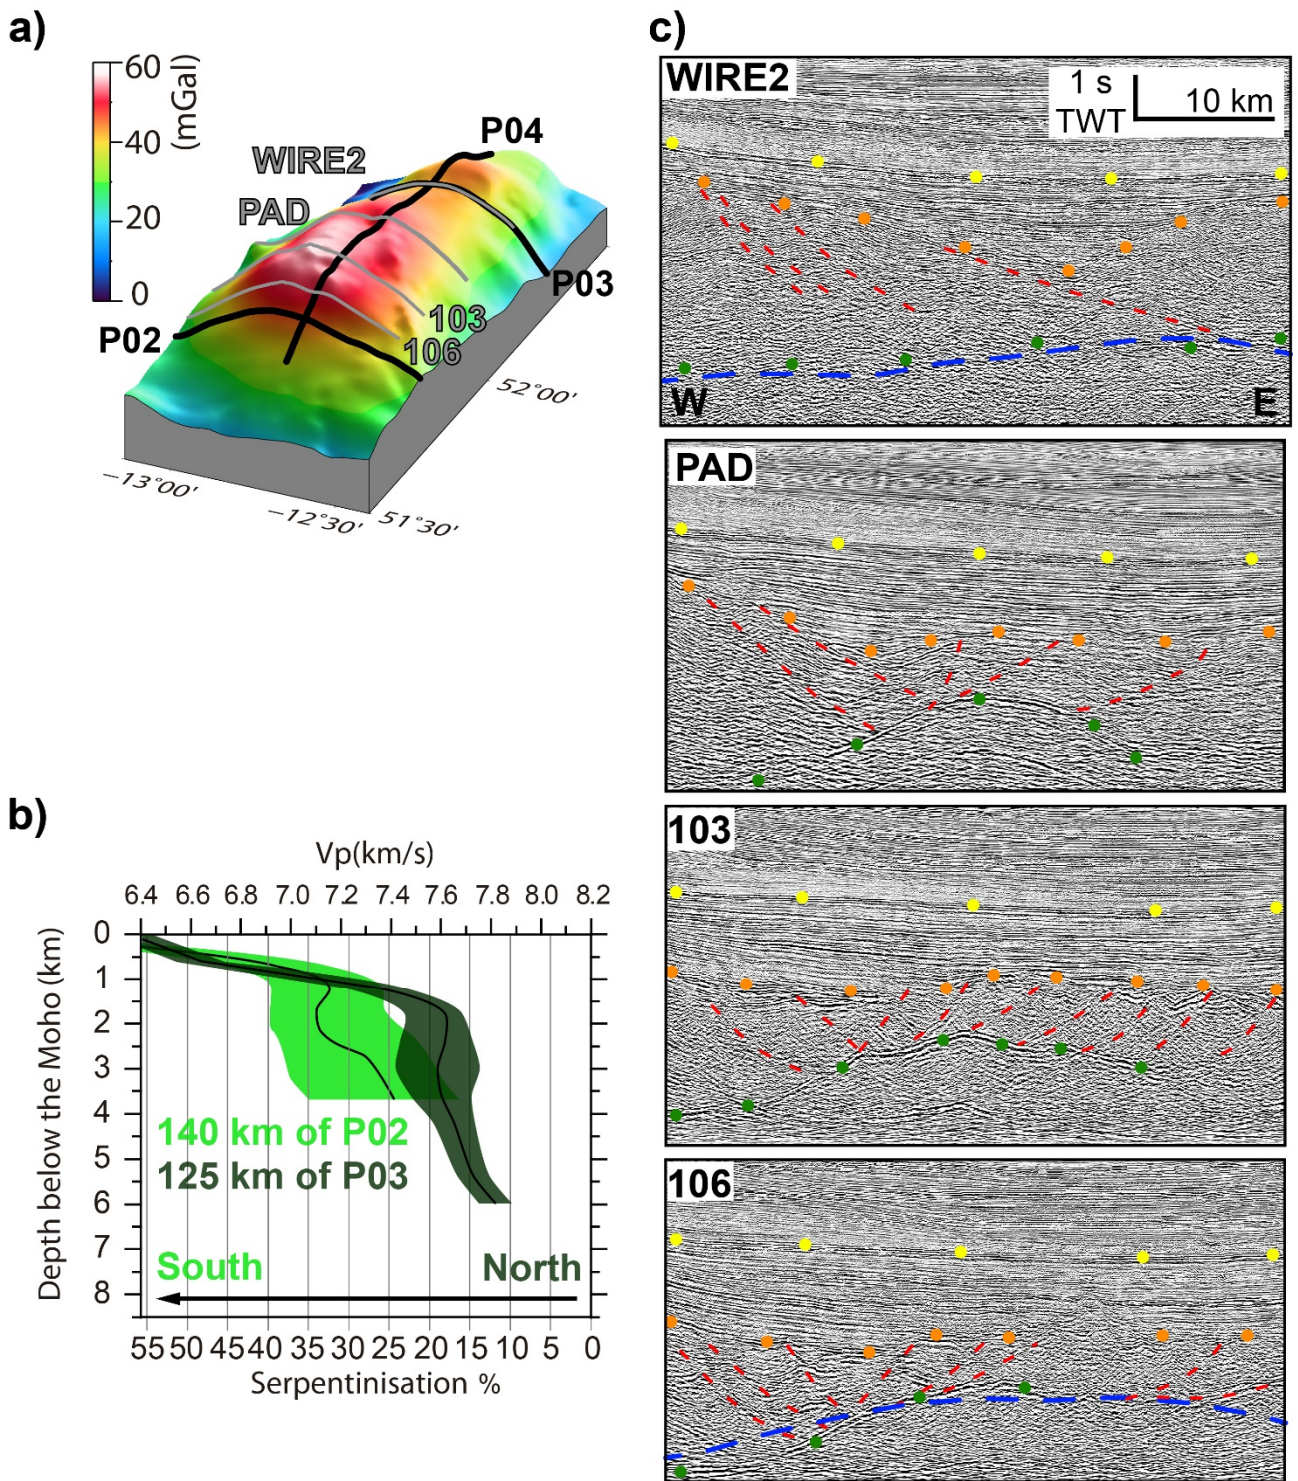 a)
60
40
20
0
(mGal)
P04
WIRE2
PAD
P03
103
106
P02
52°00'
−13°00'
−12°30'
51°30'
b)
Vp(km/s)
6.4 6.6 6.8 7.0 7.2 7.4 7.6 7.8 8.0 8.2
Depth below the Moho (km)
0
1
2
3
4
5
6
7
8
140 km of P02
125 km of P03
South
North
55 50 45 40 35 30 25 20 15 10 5 0
Serpentinisation %
c)
WIRE2
1 s
TWT
10 km
W
E
PAD
103
106